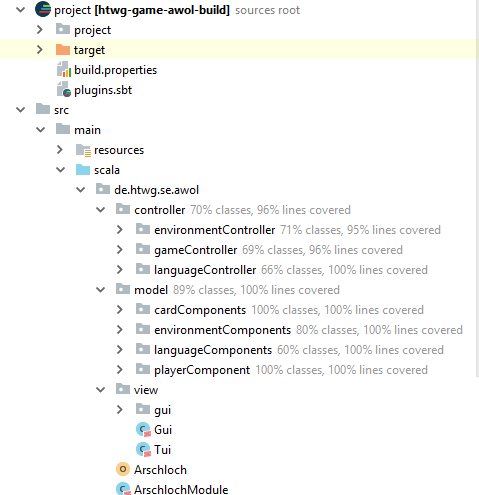 project [htwg-game-awol-build] sources root
project
target
build.properties
plugins.sbt
src
main
resources
scala
de.htwg.se.awol
controller 70% classes, 96% lines covered
environmentController 71% classes, 95% lines covered
gameController 69% classes, 96% lines covered
languageController 66% classes, 100% lines covered
model 89% classes, 100% lines covered
cardComponents 100% classes, 100% lines covered
environmentComponents 80% classes, 100% lines covered
languageComponents 60% classes, 100% lines covered
playerComponent 100% classes, 100% lines covered
view
gui
Gui
Tui
Arschloch
ArschlochModule